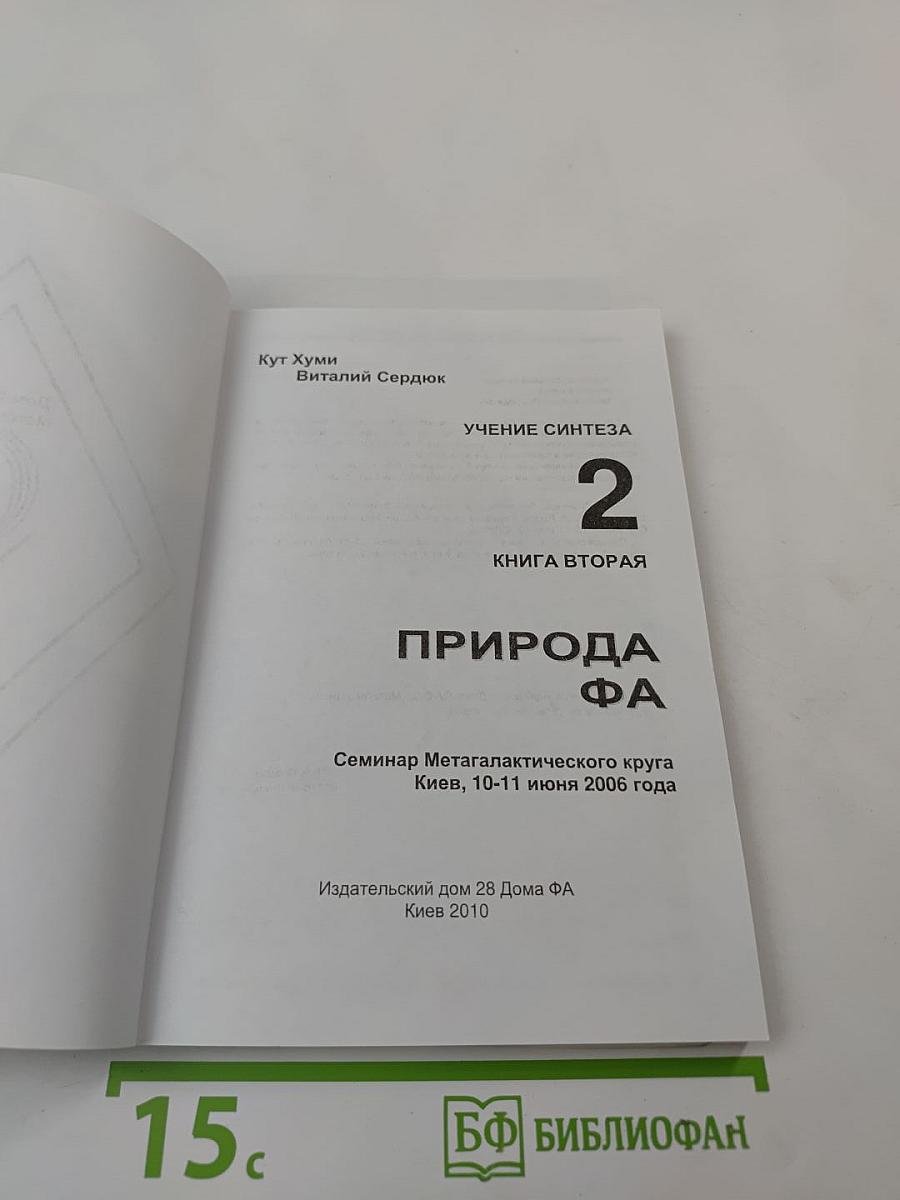 Кут Хуми
Виталий Сердюк
УЧЕНИЕ СИНТЕЗА
2
КНИГА ВТОРАЯ
ПРИРОДА
ФА
Семинар Метагалактического круга
Киев, 10-11 июня 2006 года
Издательский дом 28 Дома ФА
Киев 2010
15 с
БФ БИБЛИОФАН